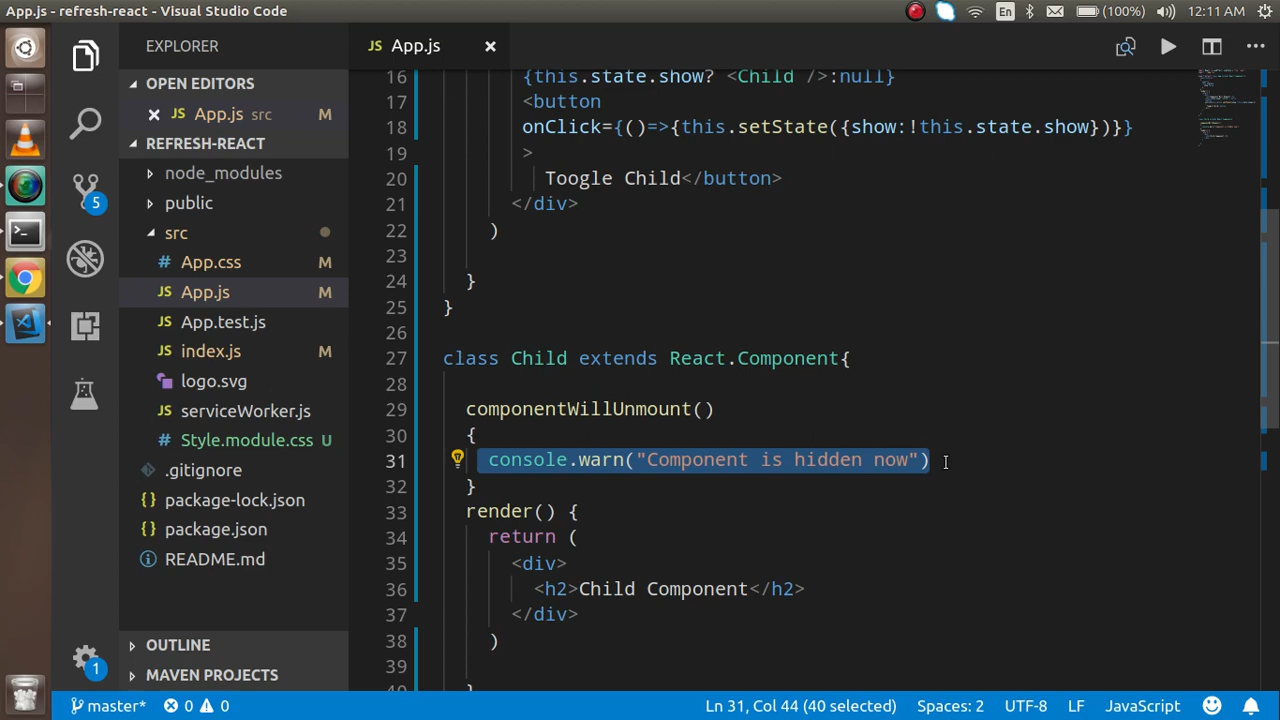 App.js - refresh-react - Visual Studio Code
En
(100%)
12:11 AM
EXPLORER
OPEN EDITORS
App.js src M
REFRESH-REACT
node_modules
public
src
App.css M
App.js M
App.test.js
index.js M
logo.svg
serviceWorker.js
Style.module.css U
.gitignore
package-lock.json
package.json
README.md
OUTLINE
MAVEN PROJECTS
5
1
JS App.js
16 {this.state.show? <Child />:null}
17 <button
18 onClick={()=>{this.setState({show:!this.state.show})}}
19 >
20 Toogle Child</button>
21 </div>
22 )
23
24 }
25 }
26
27 class Child extends React.Component{
28
29 componentWillUnmount()
30 {
31 console.warn("Component is hidden now")
32 }
33 render() {
34 return (
35 <div>
36 <h2>Child Component</h2>
37 </div>
38 )
39
master* 0 0
Ln 31, Col 44 (40 selected) Spaces: 2 UTF-8 LF JavaScript